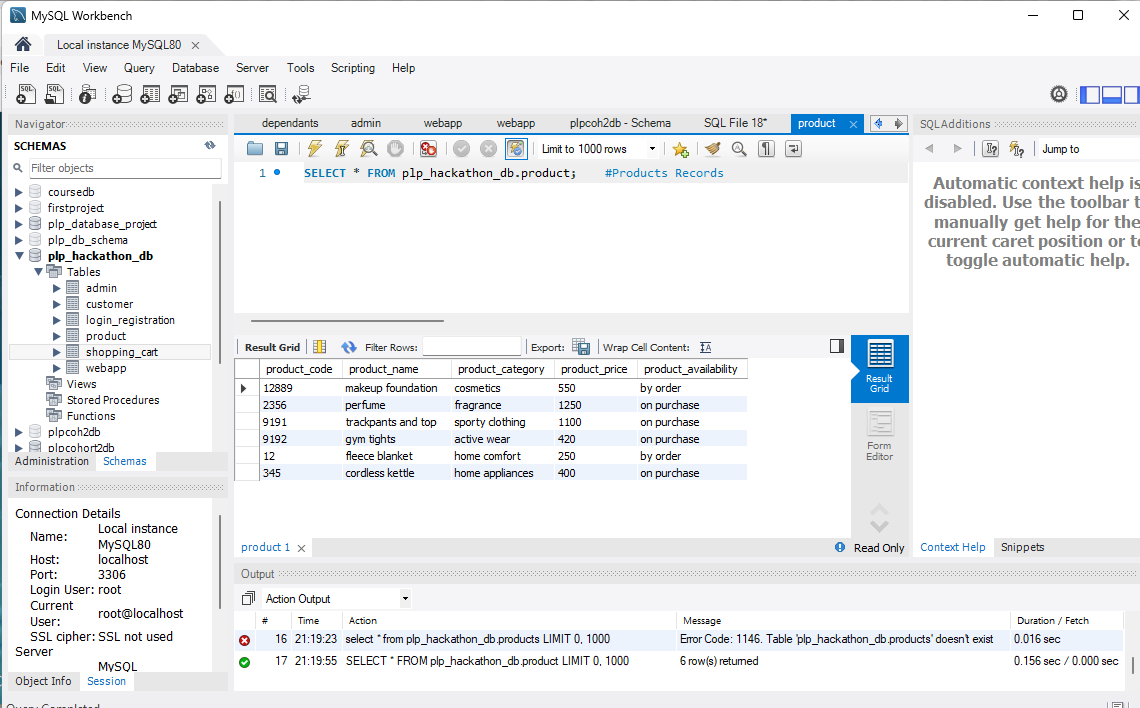 MySQL Workbench
Local instance MySQL80
File Edit View Query Database Server Tools Scripting Help
Navigator
SCHEMAS
Filter objects
coursedb
firstproject
plp_database_project
plp_db_schema
plp_hackathon_db
Tables
admin
customer
login_registration
product
shopping_cart
webapp
Views
Stored Procedures
Functions
plpcoh2db
plpcohort2db
Administration Schemas
Information
Connection Details
Name: Local instance
MySQL80
Host: localhost
Port: 3306
Login User: root
Current
User: root@localhost
SSL cipher: SSL not used
Server
MySQL
Object Info Session
Query Completed
dependants admin webapp webapp plpcoh2db - Schema SQL File 18* product
Limit to 1000 rows
1 SELECT * FROM plp_hackathon_db.product; #Products Records
Result Grid Filter Rows: Export: Wrap Cell Content:
product_code product_name product_category product_price product_availability
12889 makeup foundation cosmetics 550 by order
2356 perfume fragrance 1250 on purchase
9191 trackpants and top sporty clothing 1100 on purchase
9192 gym tights active wear 420 on purchase
12 fleece blanket home comfort 250 by order
345 cordless kettle home appliances 400 on purchase
Result
Grid
Form
Editor
product 1
Read Only
SQLAdditions
Jump to
Automatic context help is
disabled. Use the toolbar t
manually get help for the
current caret position or to
toggle automatic help.
Context Help Snippets
Output
Action Output
# Time Action Message Duration / Fetch
16 21:19:23 select * from plp_hackathon_db.products LIMIT 0, 1000 Error Code: 1146. Table 'plp_hackathon_db.products' doesn't exist 0.016 sec
17 21:19:55 SELECT * FROM plp_hackathon_db.product LIMIT 0, 1000 6 row(s) returned 0.156 sec / 0.000 sec